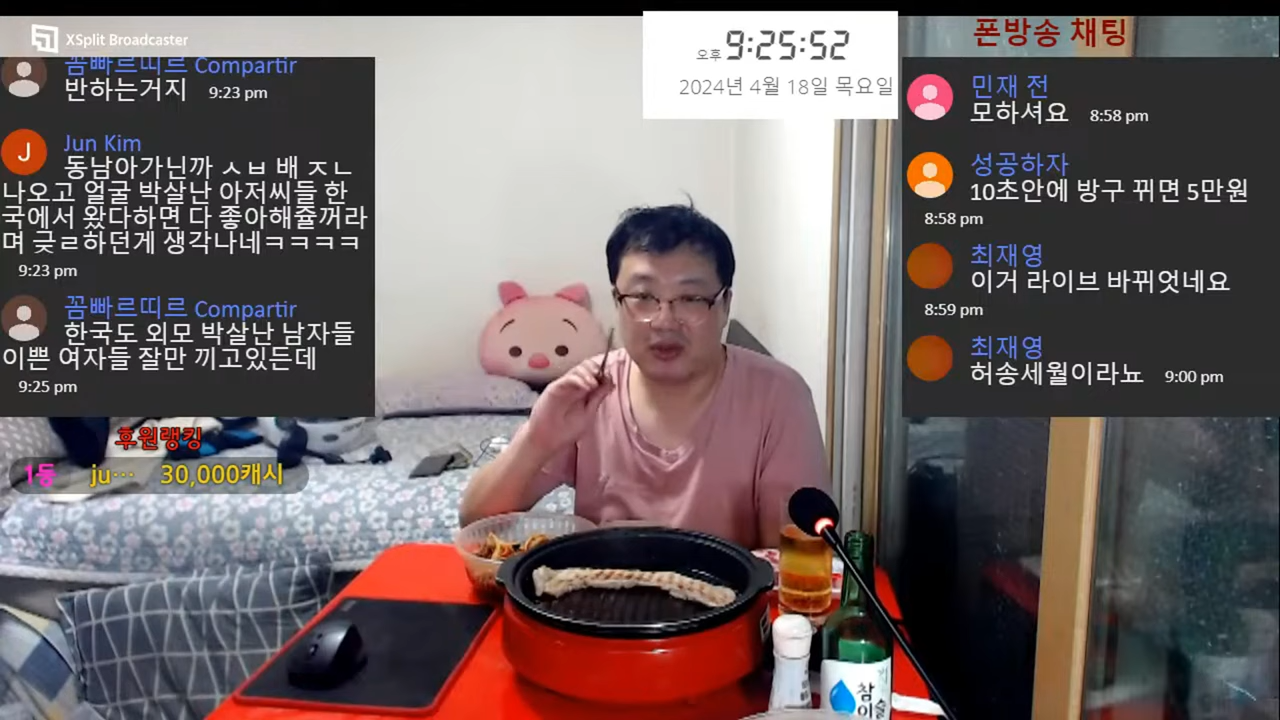 XSplit Broadcaster
꼼빠르띠르 Compartir
반하는거지 9:23 pm
J
Jun Kim
동남아가닌까 ㅅㅂ 배 ㅈㄴ
나오고 얼굴 박살난 아저씨들 한
국에서 왔다하면 다 좋아해쥴꺼라
며 긎ㄹ하던게 생각나네ㅋㅋㅋㅋ
9:23 pm
꼼빠르띠르 Compartir
한국도 외모 박살난 남자들
이쁜 여자들 잘만 끼고있든데
9:25 pm
후원랭킹
1등 ju… 30,000캐시
오후 9:25:52
2024년 4월 18일 목요일
폰방송 채팅
민재 전
모하셔요 8:58 pm
성공하자
10초안에 방구 뀌면 5만원
8:58 pm
최재영
이거 라이브 바뀌엇네요
8:59 pm
최재영
허송세월이라뇨 9:00 pm
참이슬